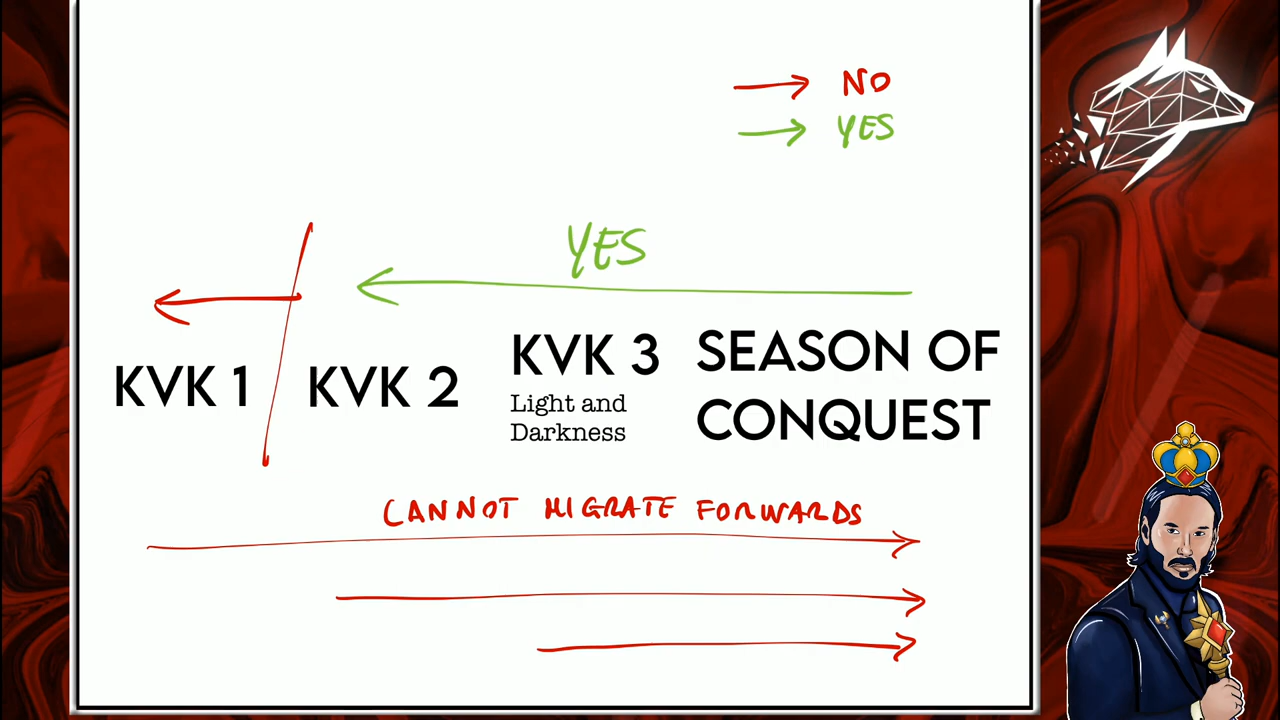 NO
YES
YES
KVK 1
KVK 2
KVK 3
Light and
Darkness
SEASON OF
CONQUEST
CANNOT MIGRATE FORWARDS